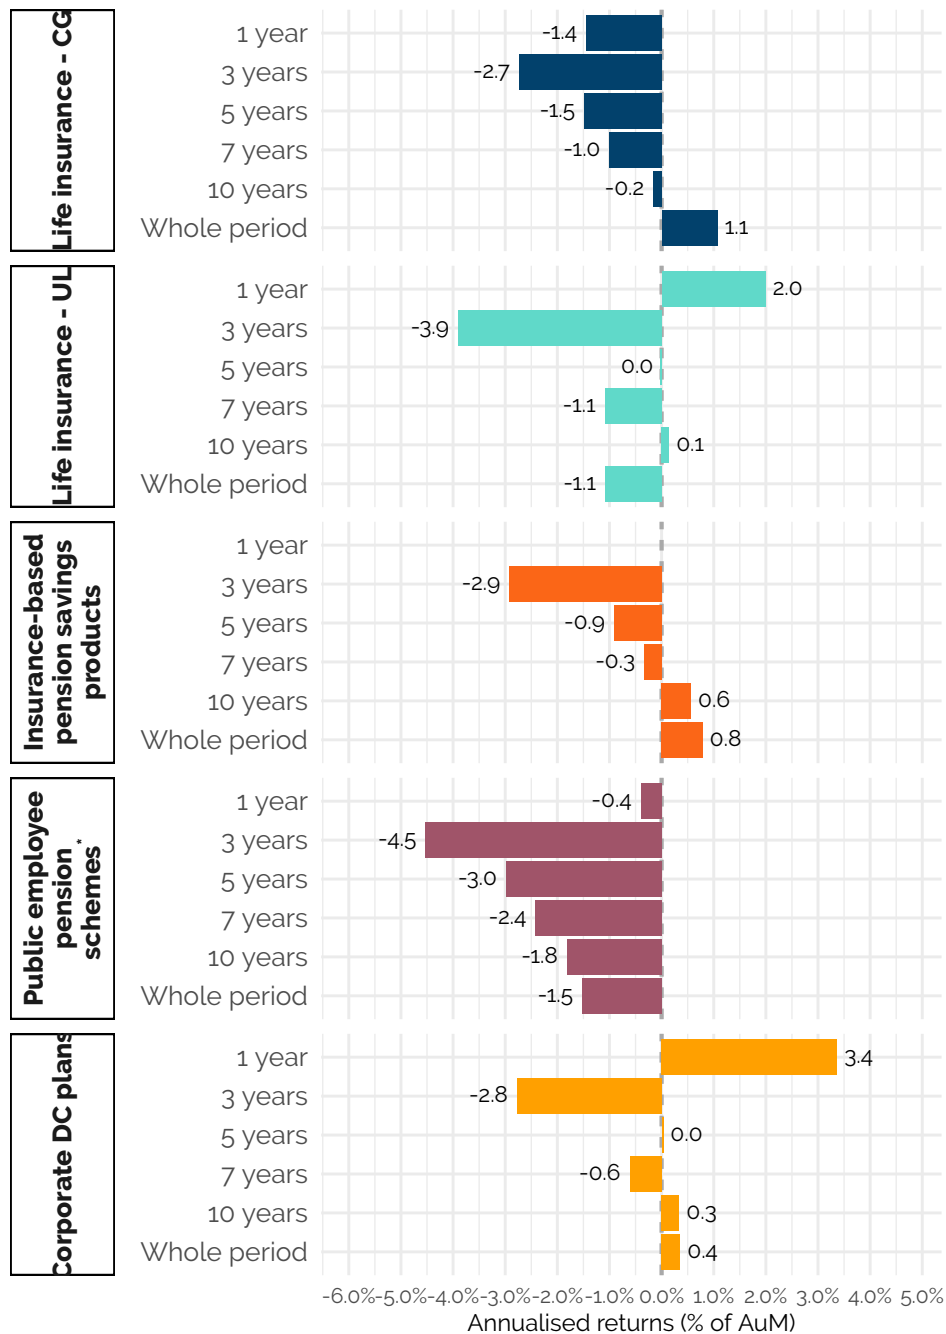 Life insurance - CG
1 year
-1.4
3 years
-2.7
5 years
-1.5
7 years
-1.0
10 years
-0.2
Whole period
1.1
Life insurance - UL
1 year
2.0
3 years
-3.9
5 years
0.0
7 years
-1.1
10 years
0.1
Whole period
-1.1
Insurance-based
pension savings
products
1 year
3 years
-2.9
5 years
-0.9
7 years
-0.3
10 years
0.6
Whole period
0.8
Public employee
pension
schemes*
1 year
-0.4
3 years
-4.5
5 years
-3.0
7 years
-2.4
10 years
-1.8
Whole period
-1.5
Corporate DC plans
1 year
3.4
3 years
-2.8
5 years
0.0
7 years
-0.6
10 years
0.3
Whole period
0.4
-6.0% -5.0% -4.0% -3.0% -2.0% -1.0% 0.0% 1.0% 2.0% 3.0% 4.0% 5.0%
Annualised returns (% of AuM)